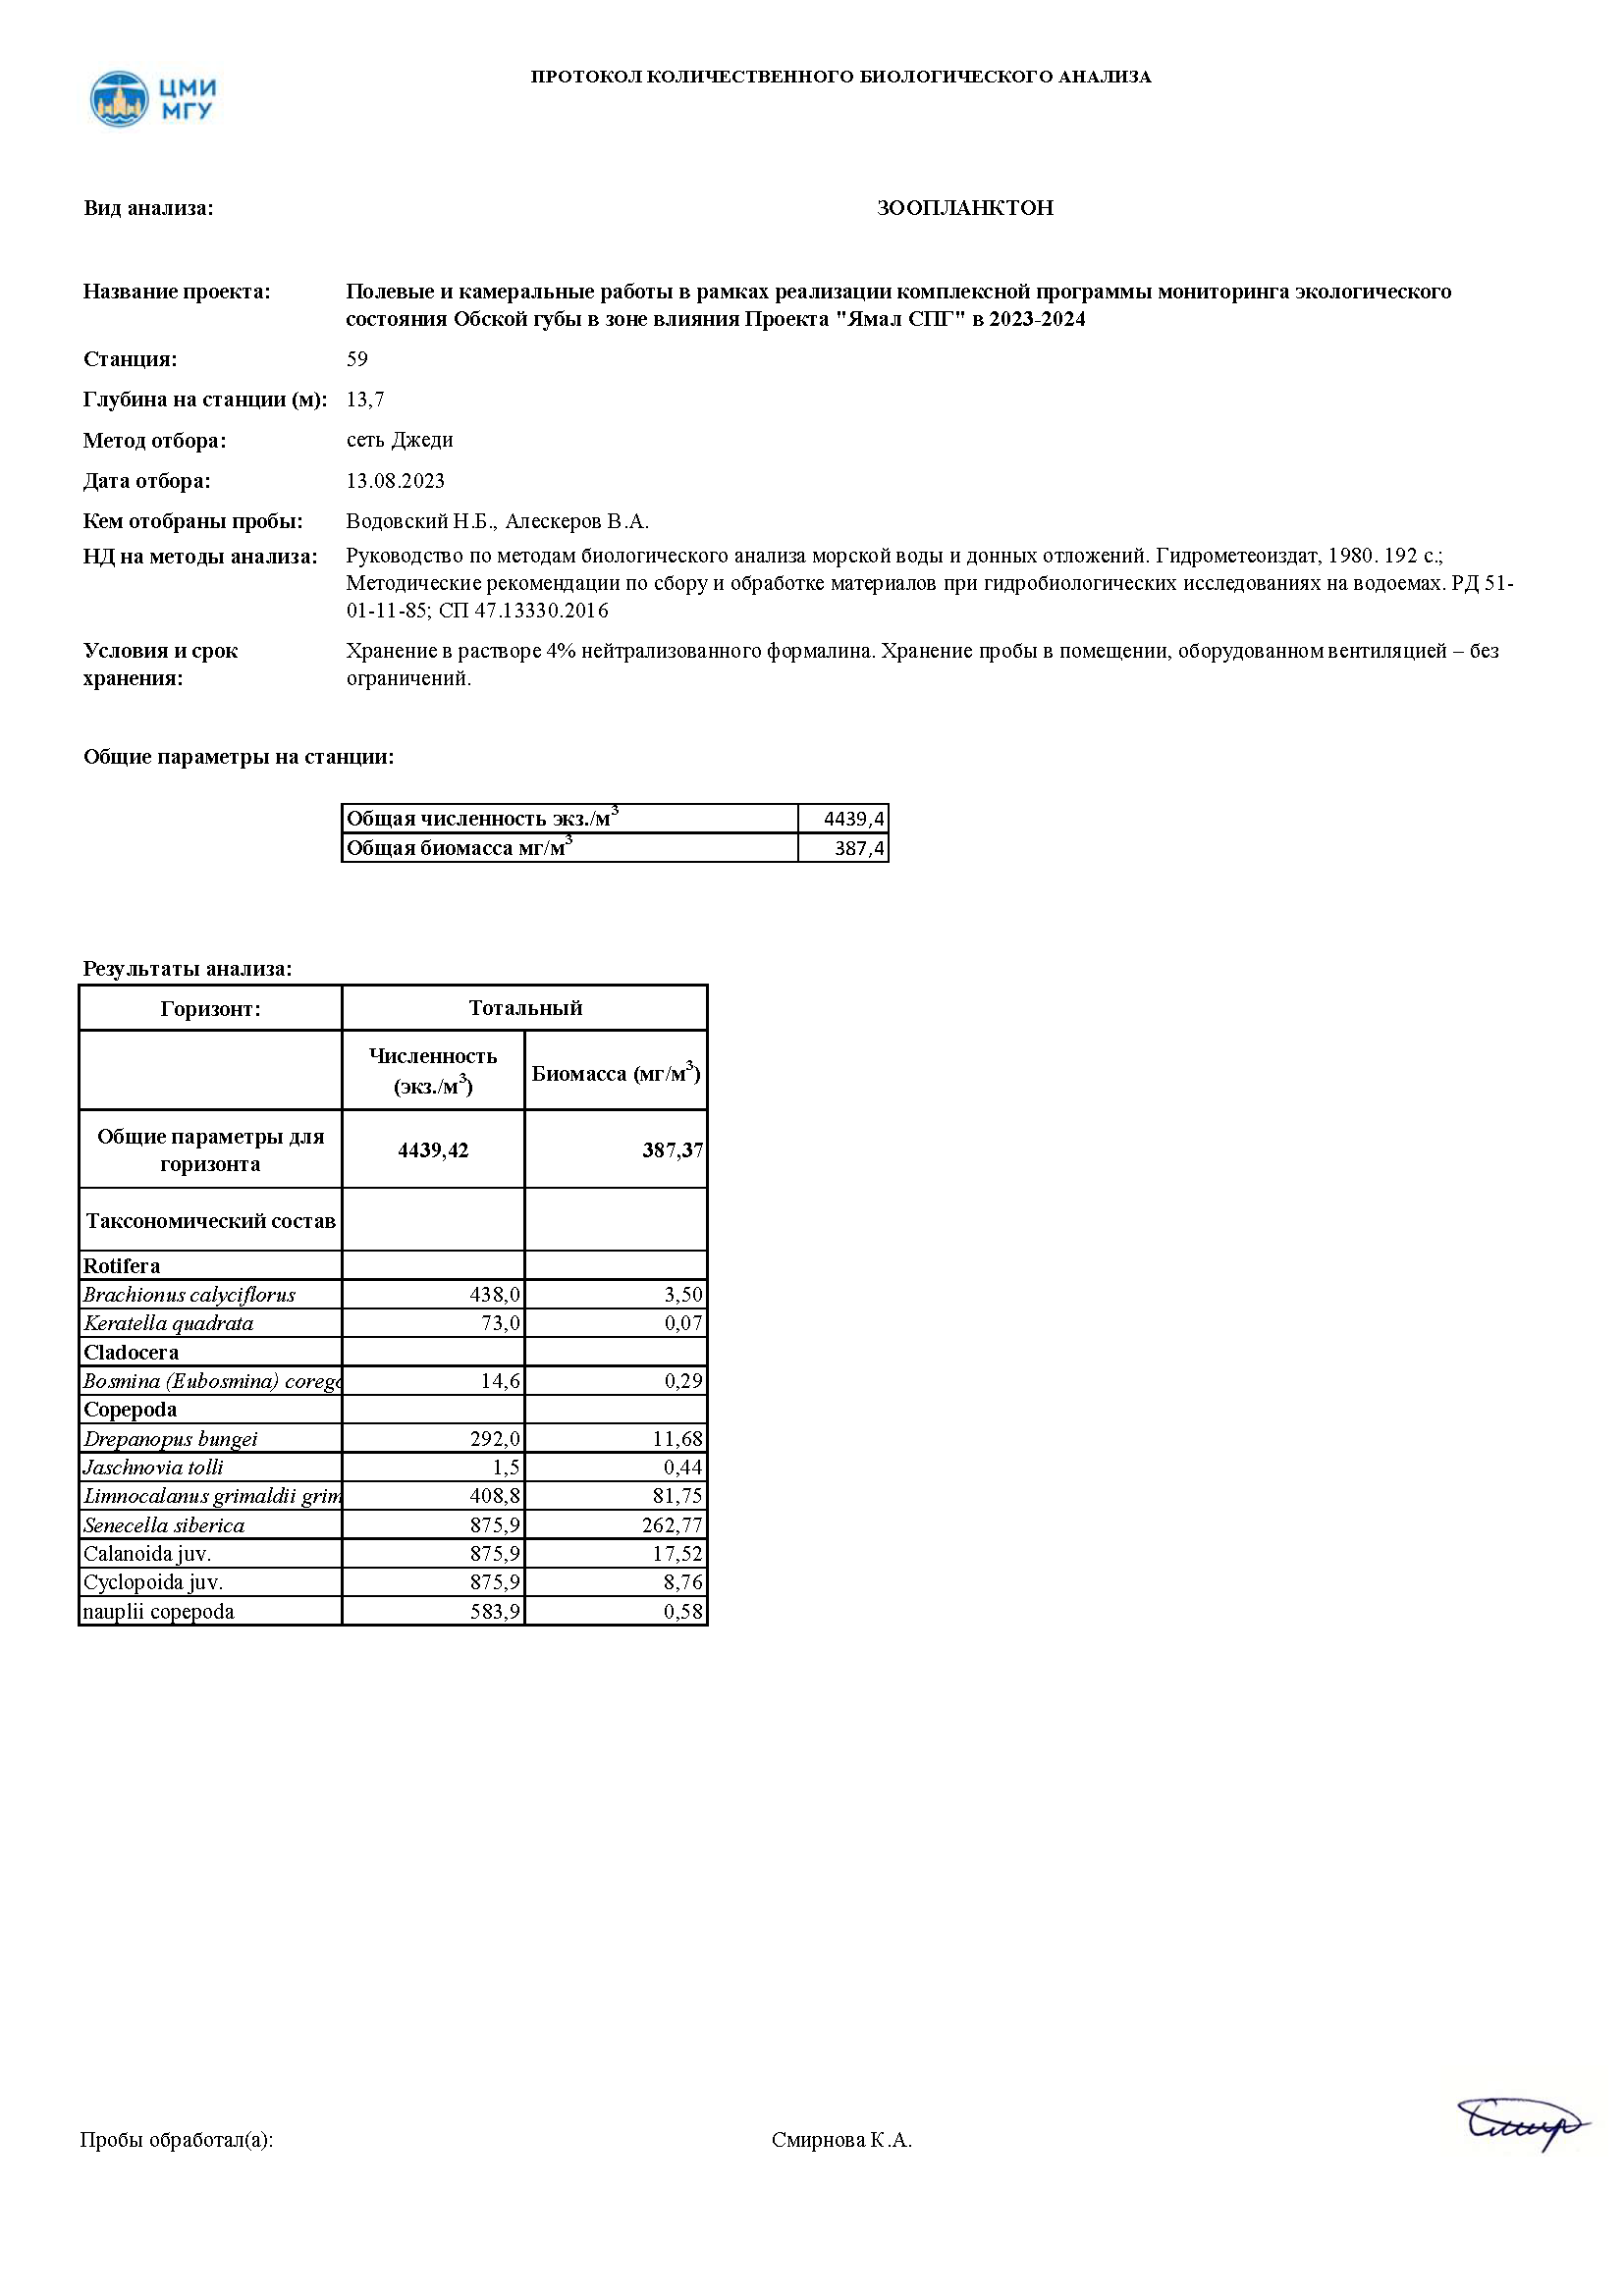 ЦМИ
МГУ
ПРОТОКОЛ КОЛИЧЕСТВЕННОГО БИОЛОГИЧЕСКОГО АНАЛИЗА
Вид анализа: ЗООПЛАНКТОН
Название проекта: Полевые и камеральные работы в рамках реализации комплексной программы мониторинга экологического
состояния Обской губы в зоне влияния Проекта "Ямал СПГ" в 2023-2024
Станция: 59
Глубина на станции (м): 13,7
Метод отбора: сеть Джеди
Дата отбора: 13.08.2023
Кем отобраны пробы: Водовский Н.Б., Алескеров В.А.
НД на методы анализа: Руководство по методам биологического анализа морской воды и донных отложений. Гидрометеоиздат, 1980. 192 с.;
Методические рекомендации по сбору и обработке материалов при гидробиологических исследованиях на водоемах. РД 51-
01-11-85; СП 47.13330.2016
Условия и срок хранения: Хранение в растворе 4% нейтрализованного формалина. Хранение пробы в помещении, оборудованном вентиляцией – без
ограничений.
Общие параметры на станции:
Общая численность экз./м³ 4439,4
Общая биомасса мг/м³ 387,4
Результаты анализа:
Горизонт: Тотальный
Численность (экз./м³) Биомасса (мг/м³)
Общие параметры для горизонта 4439,42 387,37
Таксономический состав
Rotifera
Brachionus calyciflorus 438,0 3,50
Keratella quadrata 73,0 0,07
Cladocera
Bosmina (Eubosmina) corego 14,6 0,29
Copepoda
Drepanopus bungei 292,0 11,68
Jaschnovia tolli 1,5 0,44
Limnocalanus grimaldii grim 408,8 81,75
Senecella siberica 875,9 262,77
Calanoida juv. 875,9 17,52
Cyclopoida juv. 875,9 8,76
nauplii copepoda 583,9 0,58
Пробы обработал(а): Смирнова К.А.